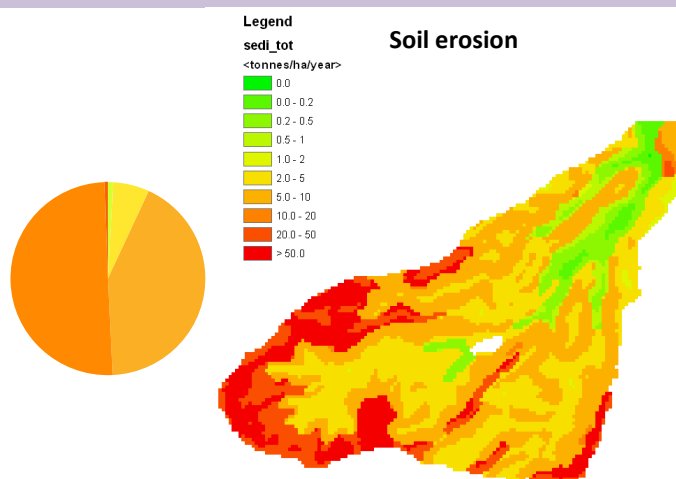 Legend
sedi_tot
Soil erosion
<tonnes/ha/year>
0.0
0.0 - 0.2
0.2 - 0.5
0.5 - 1
1.0 - 2
2.0 - 5
5.0 - 10
10.0 - 20
20.0 - 50
> 50.0